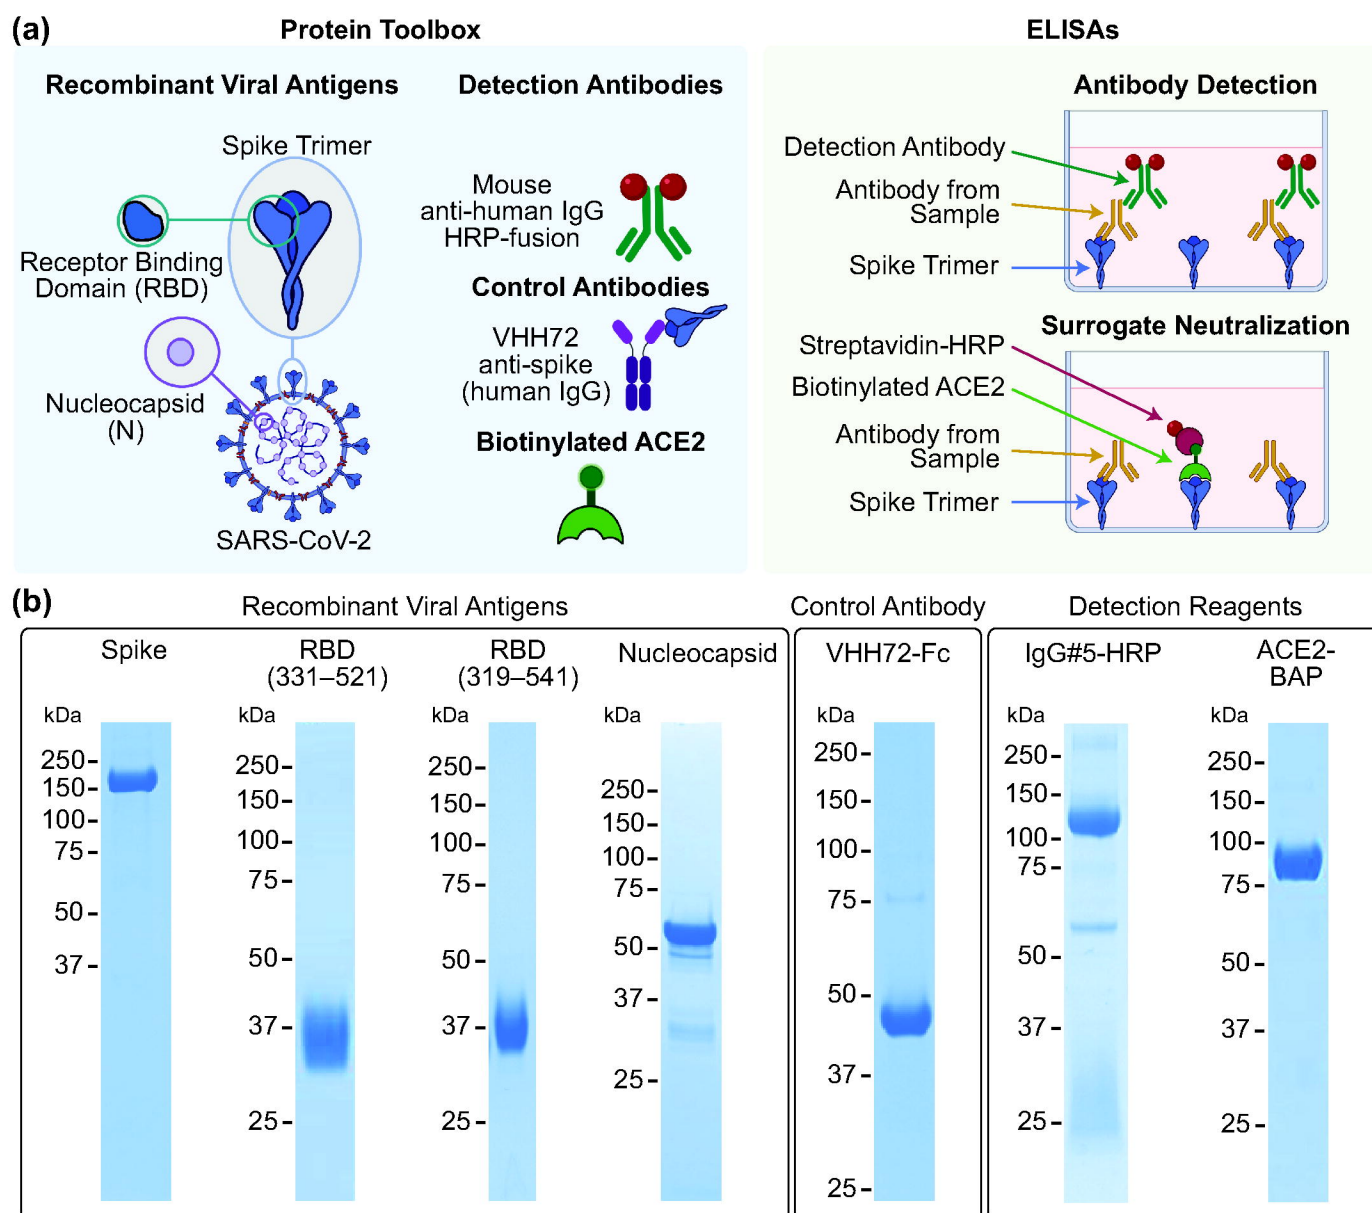 (a)
Protein Toolbox
Recombinant Viral Antigens
Spike Trimer
Receptor Binding
Domain (RBD)
Nucleocapsid
(N)
SARS-CoV-2
Detection Antibodies
Mouse
anti-human IgG
HRP-fusion
Control Antibodies
VHH72
anti-spike
(human IgG)
Biotinylated ACE2
ELISAs
Antibody Detection
Detection Antibody
Antibody from
Sample
Spike Trimer
Surrogate Neutralization
Streptavidin-HRP
Biotinylated ACE2
Antibody from
Sample
Spike Trimer
(b)
Recombinant Viral Antigens
Spike
kDa
250
150
100
75
50
37
RBD
(331–521)
kDa
250
150
100
75
50
37
25
RBD
(319–541)
kDa
250
150
100
75
50
37
25
Nucleocapsid
kDa
250
150
100
75
50
37
25
Control Antibody
VHH72-Fc
kDa
250
150
100
75
50
37
25
Detection Reagents
IgG#5-HRP
kDa
250
150
100
75
50
37
25
ACE2-
BAP
kDa
250
150
100
75
50
37
25